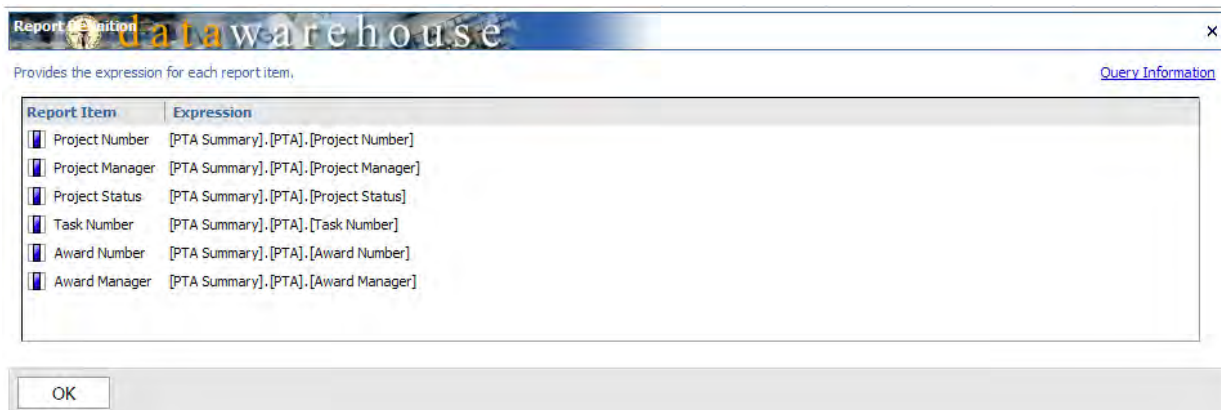 Report Definition
datawarehouse
Provides the expression for each report item.
Query Information
Report Item Expression
Project Number [PTA Summary].[PTA].[Project Number]
Project Manager [PTA Summary].[PTA].[Project Manager]
Project Status [PTA Summary].[PTA].[Project Status]
Task Number [PTA Summary].[PTA].[Task Number]
Award Number [PTA Summary].[PTA].[Award Number]
Award Manager [PTA Summary].[PTA].[Award Manager]
OK